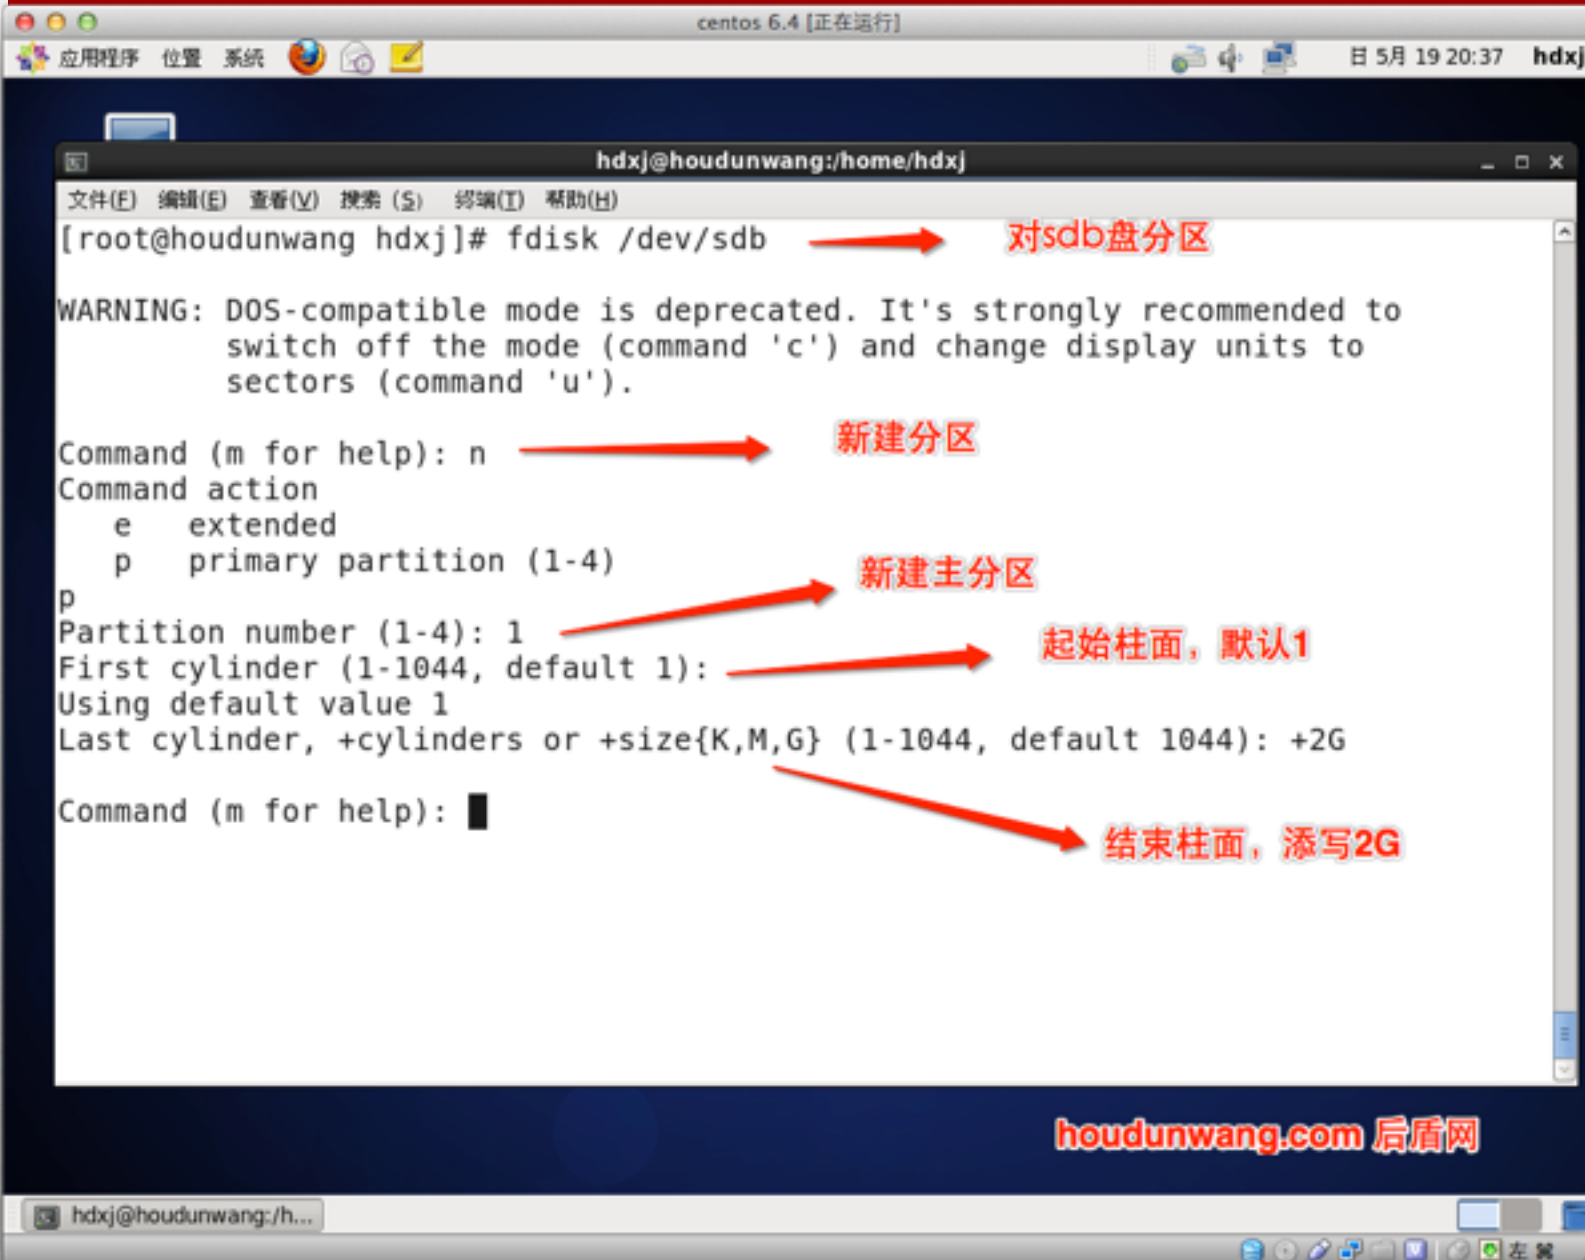 centos 6.4 [正在运行]
应用程序 位置 系统 日 5月 19 20:37 hdxj
hdxj@houdunwang:/home/hdxj
文件(F) 编辑(E) 查看(V) 搜索 (S) 终端(T) 帮助(H)
[root@houdunwang hdxj]# fdisk /dev/sdb 对sdb盘分区
WARNING: DOS-compatible mode is deprecated. It's strongly recommended to
switch off the mode (command 'c') and change display units to
sectors (command 'u').
Command (m for help): n 新建分区
Command action
e extended
p primary partition (1-4)
新建主分区
p
Partition number (1-4): 1
起始柱面，默认1
First cylinder (1-1044, default 1):
Using default value 1
Last cylinder, +cylinders or +size{K,M,G} (1-1044, default 1044): +2G
Command (m for help):
结束柱面，添写2G
houdunwang.com 后盾网
hdxj@houdunwang:/h...
左